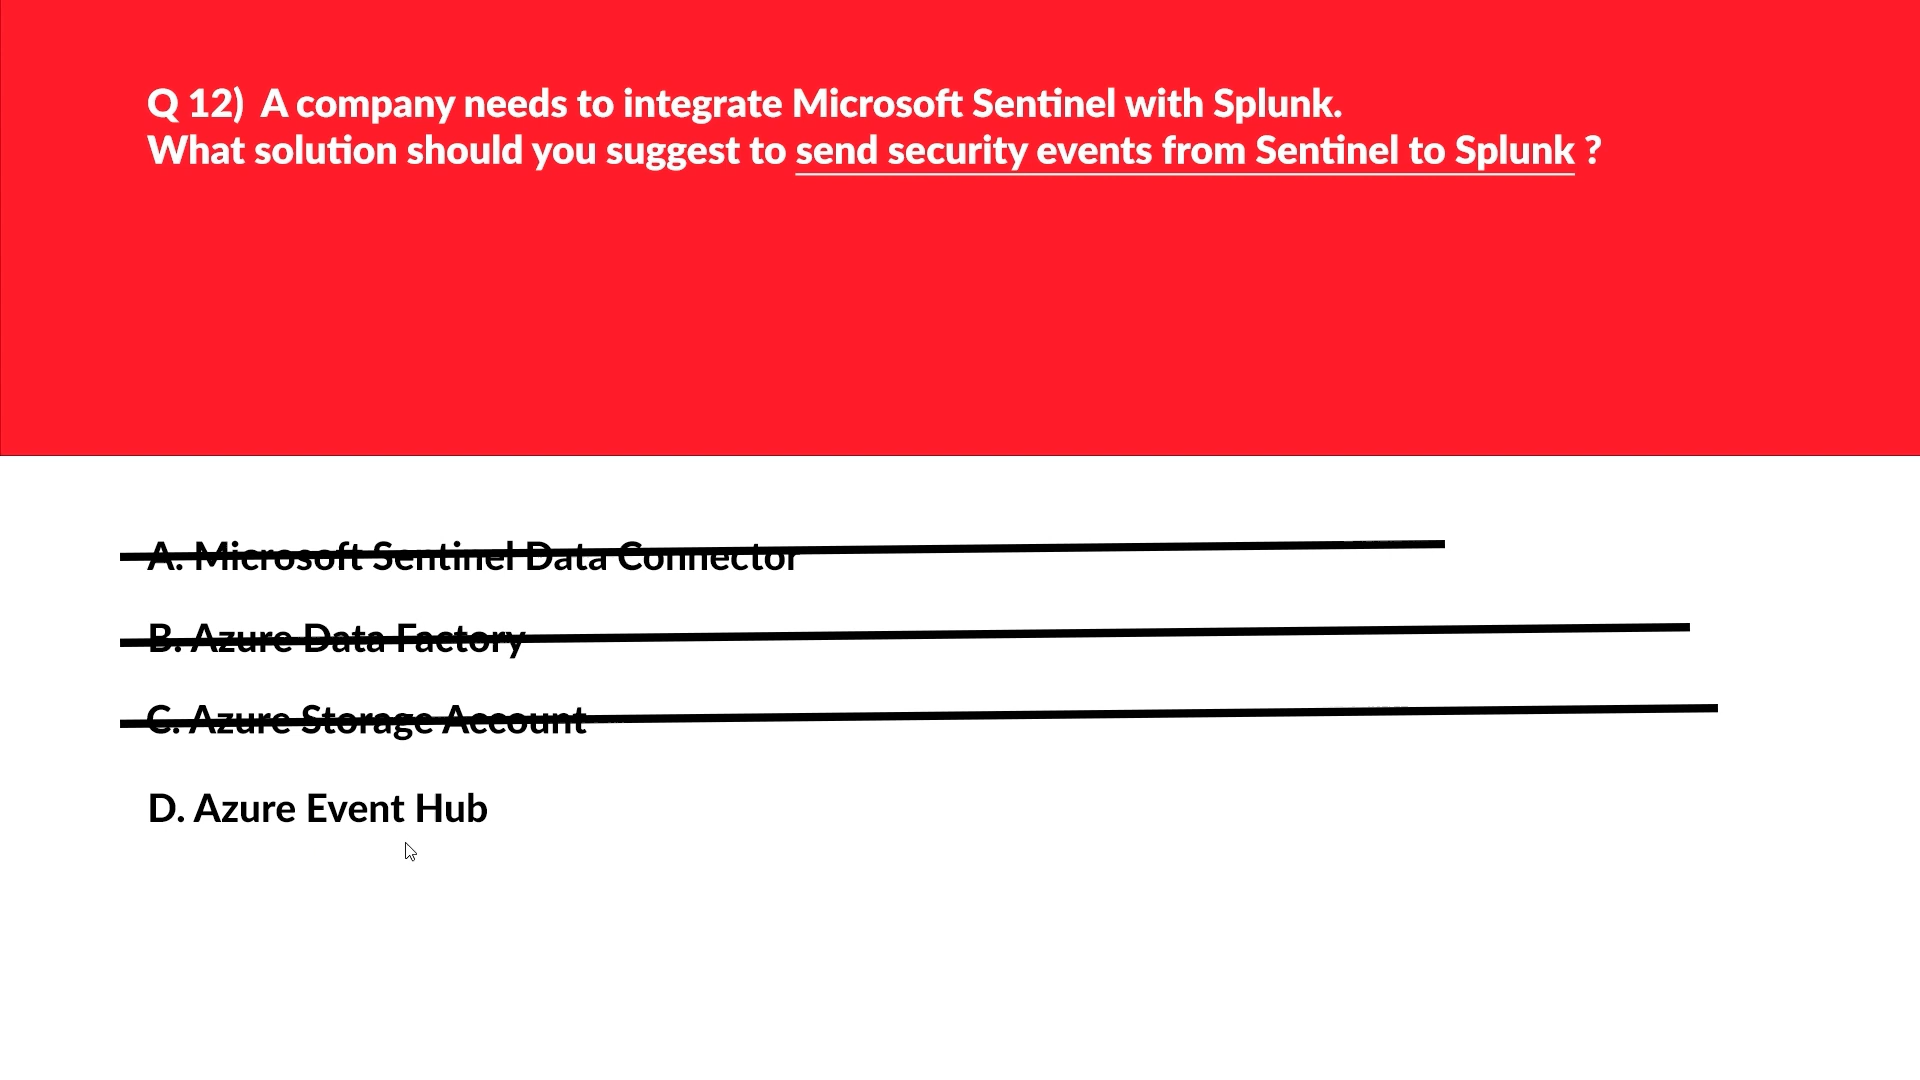 Q 12) A company needs to integrate Microsoft Sentinel with Splunk.
What solution should you suggest to send security events from Sentinel to Splunk ?
A. Microsoft Sentinel Data Connector
B. Azure Data Factory
C. Azure Storage Account
D. Azure Event Hub